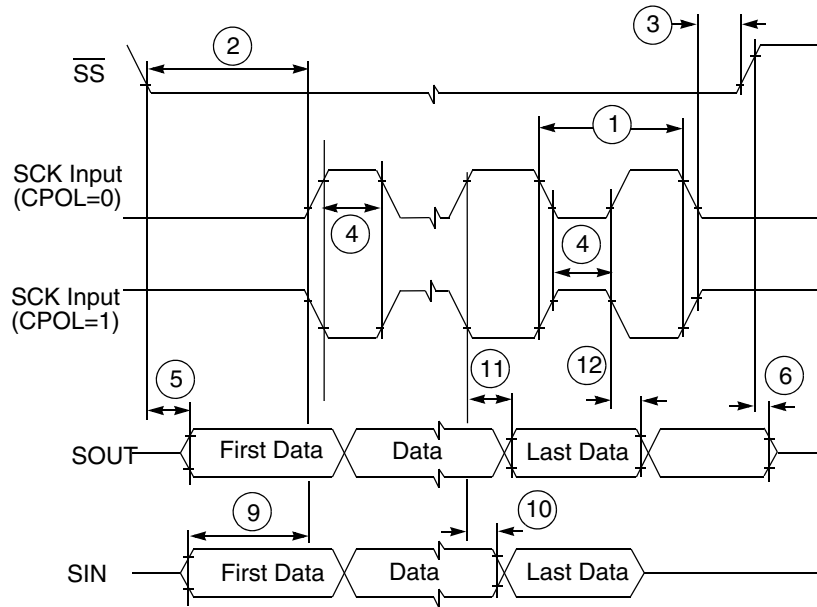 2
3
SS
1
SCK Input
(CPOL=0)
4
4
SCK Input
(CPOL=1)
5
11
12
6
SOUT
First Data
Data
Last Data
9
10
SIN
First Data
Data
Last Data